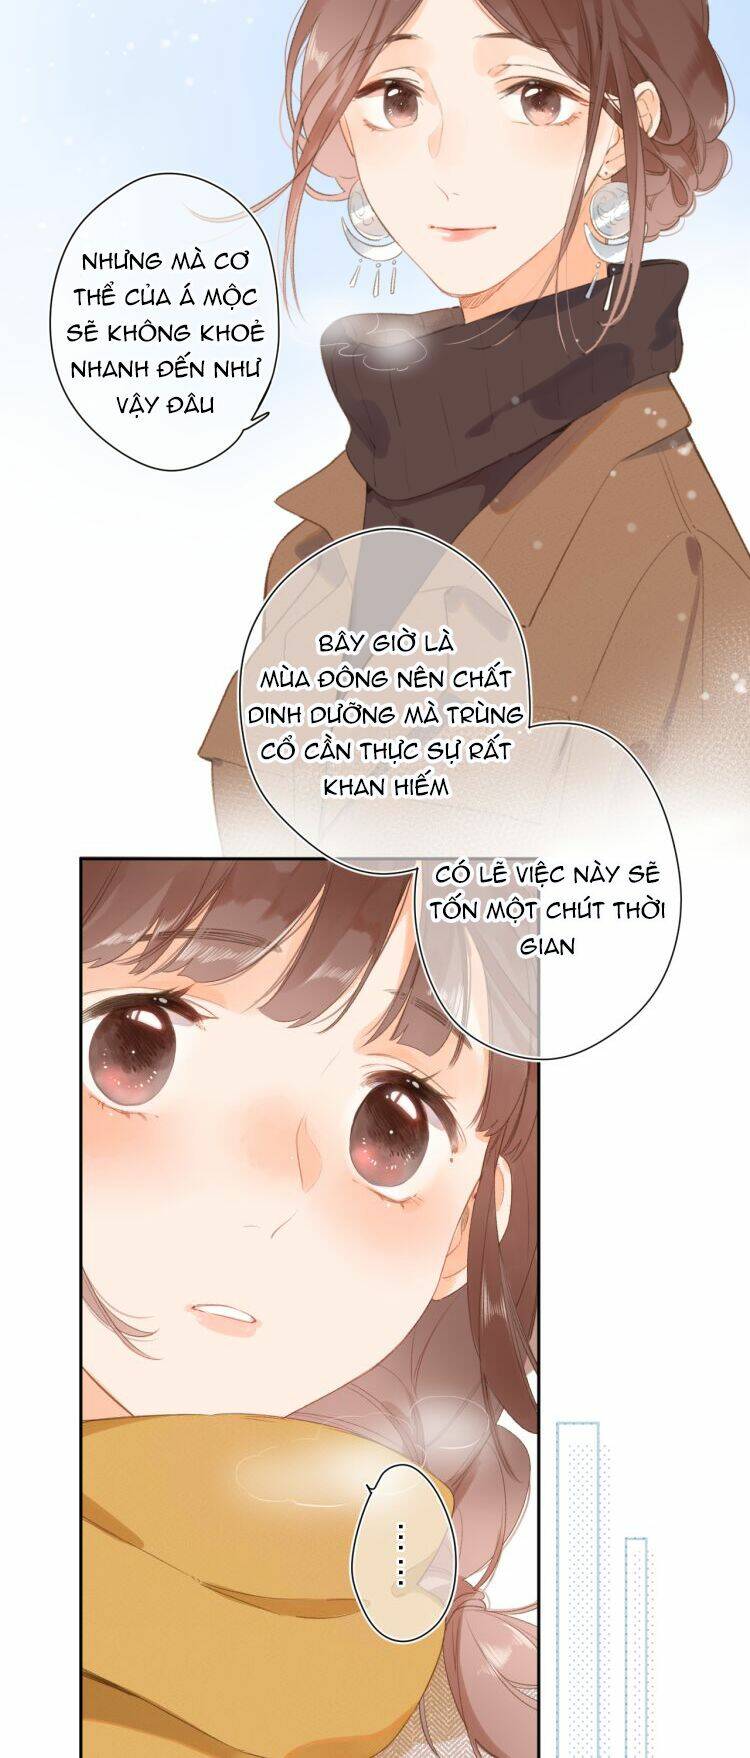 NHƯNG MÀ CƠ
THỂ CỦA Á MỘC
SẼ KHÔNG KHOẺ
NHANH ĐẾN NHƯ
VẬY ĐÂU
BÂY GIỜ LÀ
MÙA ĐÔNG NÊN CHẤT
DINH DƯỠNG MÀ TRÙNG
CỔ CẦN THỰC SỰ RẤT
KHAN HIẾM
CÓ LẼ VIỆC NÀY SẼ
TỐN MỘT CHÚT THỜI
GIAN
......